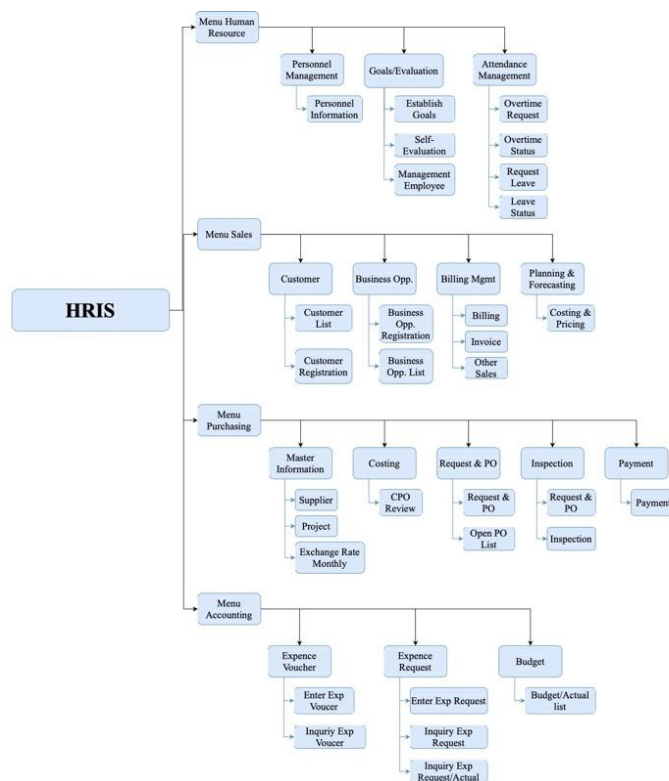 Menu Human
Resource
Personnel
Management
Goals/Evaluation
Attendance
Management
Personnel
Information
Establish
Goals
Overtime
Request
Self-
Evaluation
Overtime
Status
Management
Employee
Request
Leave
Leave
Status
Menu Sales
Customer
Business Opp.
Billing Mgmt
Planning &
Forecasting
HRIS
Customer
List
Business
Opp.
Registration
Billing
Costing &
Pricing
Invoice
Customer
Registration
Business
Opp. List
Other
Sales
Menu
Purchasing
Master
Information
Costing
Request & PO
Inspection
Payment
Supplier
CPO
Review
Request &
PO
Request &
PO
Payment
Project
Open PO
List
Inspection
Exchange Rate
Monthly
Menu
Accounting
Expence
Voucher
Expence
Request
Budget
Enter Exp
Voucer
Enter Exp Request
Budget/Actual
list
Inquriy Exp
Voucer
Inquiry Exp
Request
Inquiry Exp
Request/Actual